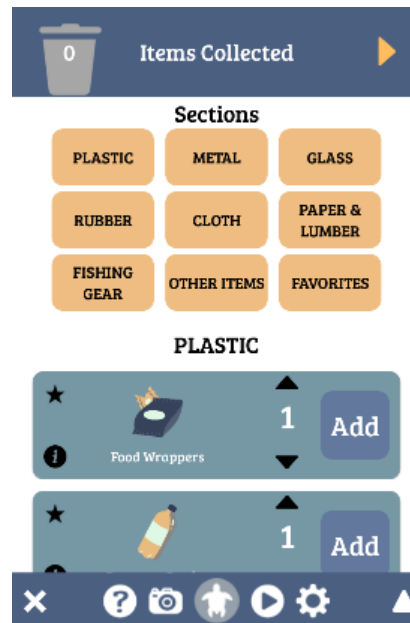 0
Items Collected
Sections
PLASTIC
METAL
GLASS
RUBBER
CLOTH
PAPER &
LUMBER
FISHING
GEAR
OTHER ITEMS
FAVORITES
PLASTIC
1
Add
Food Wrappers
1
Add